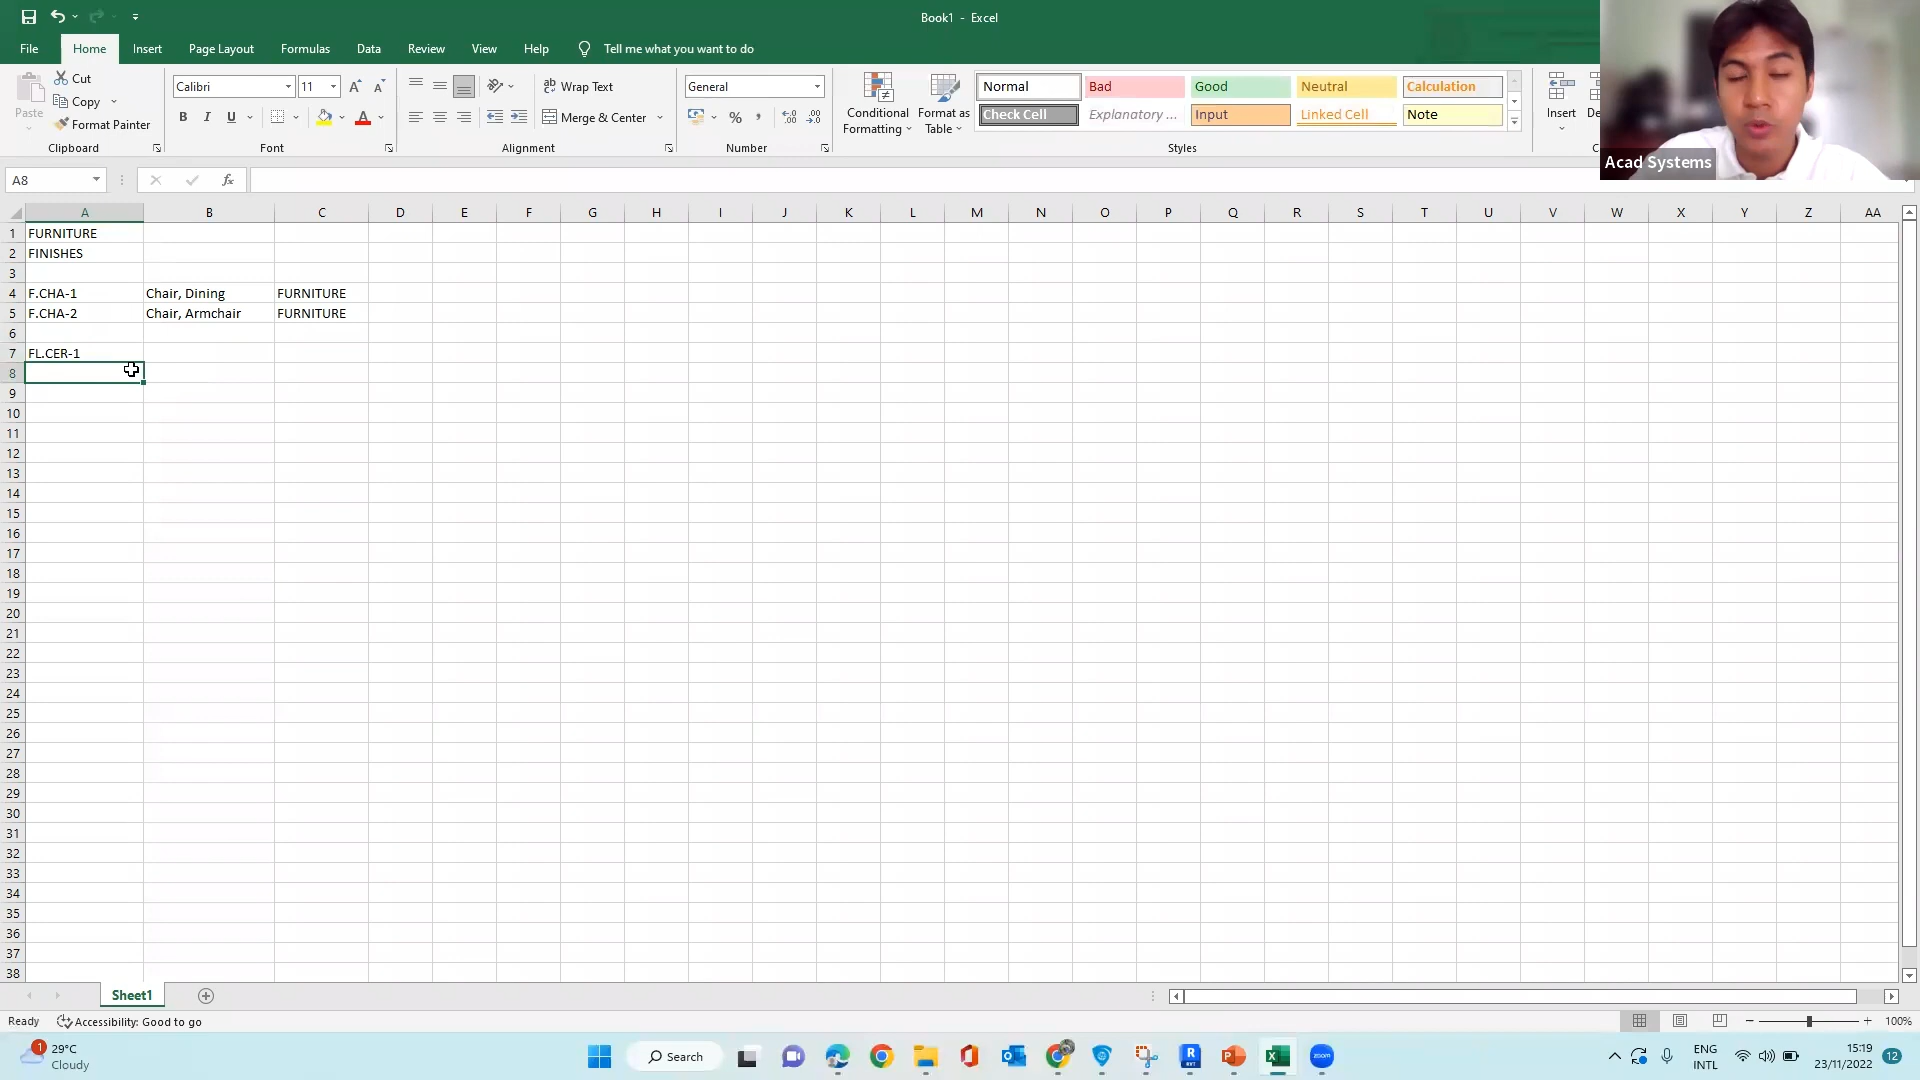 Book1 - Excel
File Home Insert Page Layout Formulas Data Review View Help Tell me what you want to do
Paste
Cut
Copy
Format Painter
Clipboard
Calibri 11
B I U
Font
Wrap Text
Merge & Center
Alignment
General
Number
Conditional Formatting
Format as Table
Normal Bad Good Neutral Calculation
Check Cell Explanatory ... Input Linked Cell Note
Styles
Insert
Acad Systems
A8
fx
A B C D E F G H I J K L M N O P Q R S T U V W X Y Z AA
1 FURNITURE
2 FINISHES
3
4 F.CHA-1 Chair, Dining FURNITURE
5 F.CHA-2 Chair, Armchair FURNITURE
6
7 FL.CER-1
8
9
10
11
12
13
14
15
16
17
18
19
20
21
22
23
24
25
26
27
28
29
30
31
32
33
34
35
36
37
38
Sheet1
Ready Accessibility: Good to go 100%
1 29°C
Cloudy
Search
zoom
ENG
INTL
15:19
23/11/2022
12